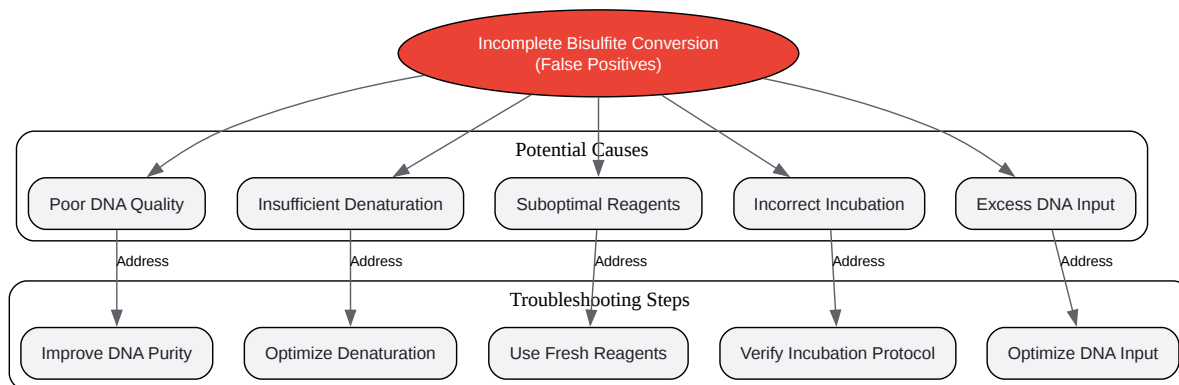 Incomplete Bisulfite Conversion
(False Positives)
Potential Causes
Poor DNA Quality
Insufficient Denaturation
Suboptimal Reagents
Incorrect Incubation
Excess DNA Input
Address
Address
Address
Address
Address
Troubleshooting Steps
Improve DNA Purity
Optimize Denaturation
Use Fresh Reagents
Verify Incubation Protocol
Optimize DNA Input